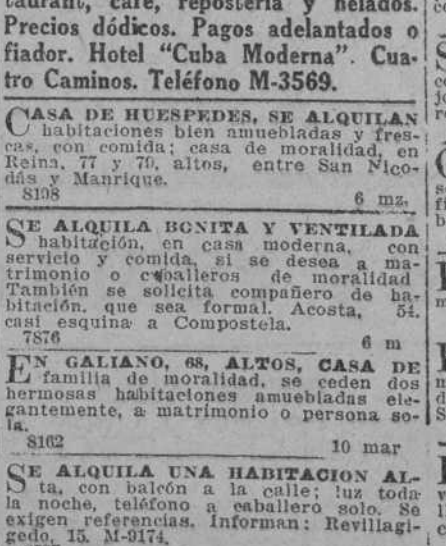 taurant, café, repostería y helados.
Precios dódicos. Pagos adelantados o
fiador. Hotel “Cuba Moderna”. Cua-
tro Caminos. Teléfono M-3569.
CASA DE HUESPEDES, SE ALQUILAN
habitaciones bien amuebladas y fres-
cas, con comida; casa de moralidad, en
Reina, 77 y 79, altos, entre San Nico-
lás y Manrique.
8198 6 mz.
SE ALQUILA BONITA Y VENTILADA
habitación, en casa moderna, con
servicio y comida, si se desea a ma-
trimonio o caballeros de moralidad
También se solicita compañero de ha-
bitación, que sea formal. Acosta, 54,
casi esquina a Compostela.
7876 6 m
EN GALIANO, 68, ALTOS, CASA DE
familia de moralidad, se ceden dos
hermosas habitaciones amuebladas ele-
gantemente, a matrimonio o persona so-
la.
8162 10 mar
SE ALQUILA UNA HABITACION AL-
ta, con balcón a la calle; luz toda
la noche, teléfono a caballero solo. Se
exigen referencias. Informan: Revillagi-
gedo, 15. M-9174.